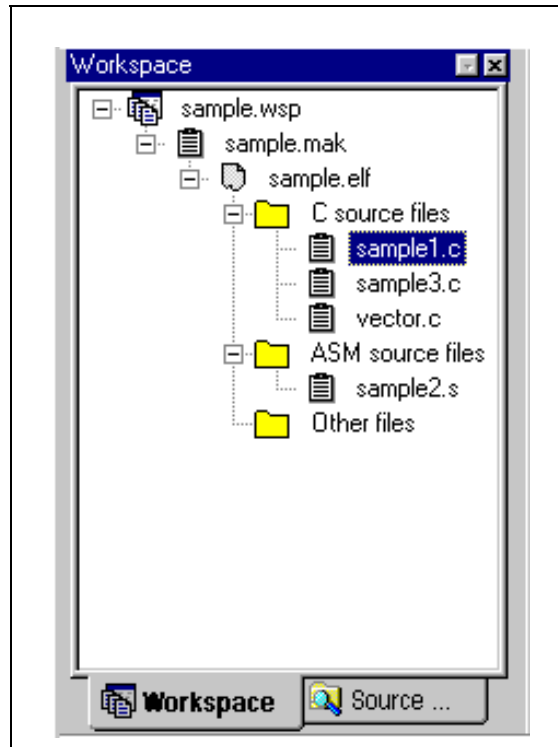 Workspace
sample.wsp
sample.mak
sample.elf
C source files
sample1.c
sample3.c
vector.c
ASM source files
sample2.s
Other files
Workspace
Source ...